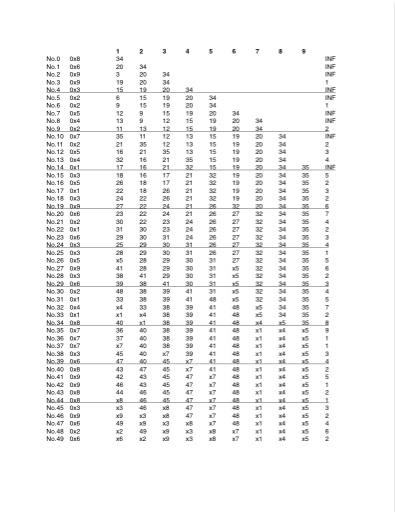 1 2 3 4 5 6 7 8 9
No.0 0x8 34 INF
No.1 0x6 20 34 INF
No.2 0x9 3 20 34 INF
No.3 0x9 19 20 34 1
No.4 0x3 15 19 20 34 INF
No.5 0x2 6 15 19 20 34 INF
No.6 0x2 9 15 19 20 34 1
No.7 0x5 12 9 15 19 20 34 INF
No.8 0x4 13 9 12 15 19 20 34 INF
No.9 0x2 11 13 12 15 19 20 34 2
No.10 0x7 35 11 12 13 15 19 20 34 INF
No.11 0x2 21 35 12 13 15 19 20 34 2
No.12 0x5 16 21 35 13 15 19 20 34 3
No.13 0x4 32 16 21 35 15 19 20 34 4
No.14 0x1 17 16 21 32 15 19 20 34 35 INF
No.15 0x3 18 16 17 21 32 19 20 34 35 5
No.16 0x5 26 18 17 21 32 19 20 34 35 2
No.17 0x1 22 18 26 21 32 19 20 34 35 3
No.18 0x3 24 22 26 21 32 19 20 34 35 2
No.19 0x9 27 22 24 21 26 32 20 34 35 6
No.20 0x6 23 22 24 21 26 27 32 34 35 7
No.21 0x2 30 22 23 24 26 27 32 34 35 4
No.22 0x1 31 30 23 24 26 27 32 34 35 2
No.23 0x6 29 30 31 24 26 27 32 34 35 3
No.24 0x3 25 29 30 31 26 27 32 34 35 4
No.25 0x3 28 29 30 31 26 27 32 34 35 1
No.26 0x5 x5 28 29 30 31 27 32 34 35 5
No.27 0x9 41 28 29 30 31 x5 32 34 35 6
No.28 0x3 38 41 29 30 31 x5 32 34 35 2
No.29 0x6 39 38 41 30 31 x5 32 34 35 3
No.30 0x2 48 38 39 41 31 x5 32 34 35 4
No.31 0x1 33 38 39 41 48 x5 32 34 35 5
No.32 0x4 x4 33 38 39 41 48 x5 34 35 7
No.33 0x1 x1 x4 38 39 41 48 x5 34 35 2
No.34 0x8 40 x1 38 39 41 48 x4 x5 35 8
No.35 0x7 36 40 38 39 41 48 x1 x4 x5 9
No.36 0x7 37 40 38 39 41 48 x1 x4 x5 1
No.37 0x7 x7 40 38 39 41 48 x1 x4 x5 1
No.38 0x3 45 40 x7 39 41 48 x1 x4 x5 3
No.39 0x6 47 40 45 x7 41 48 x1 x4 x5 4
No.40 0x8 43 47 45 x7 41 48 x1 x4 x5 2
No.41 0x9 42 43 45 47 x7 48 x1 x4 x5 5
No.42 0x9 46 43 45 47 x7 48 x1 x4 x5 1
No.43 0x8 44 46 45 47 x7 48 x1 x4 x5 2
No.44 0x8 x8 46 45 47 x7 48 x1 x4 x5 1
No.45 0x3 x3 46 x8 47 x7 48 x1 x4 x5 3
No.46 0x9 x9 x3 x8 47 x7 48 x1 x4 x5 2
No.47 0x6 49 x9 x3 x8 x7 48 x1 x4 x5 4
No.48 0x2 x2 49 x9 x3 x8 x7 x1 x4 x5 6
No.49 0x6 x6 x2 x9 x3 x8 x7 x1 x4 x5 2